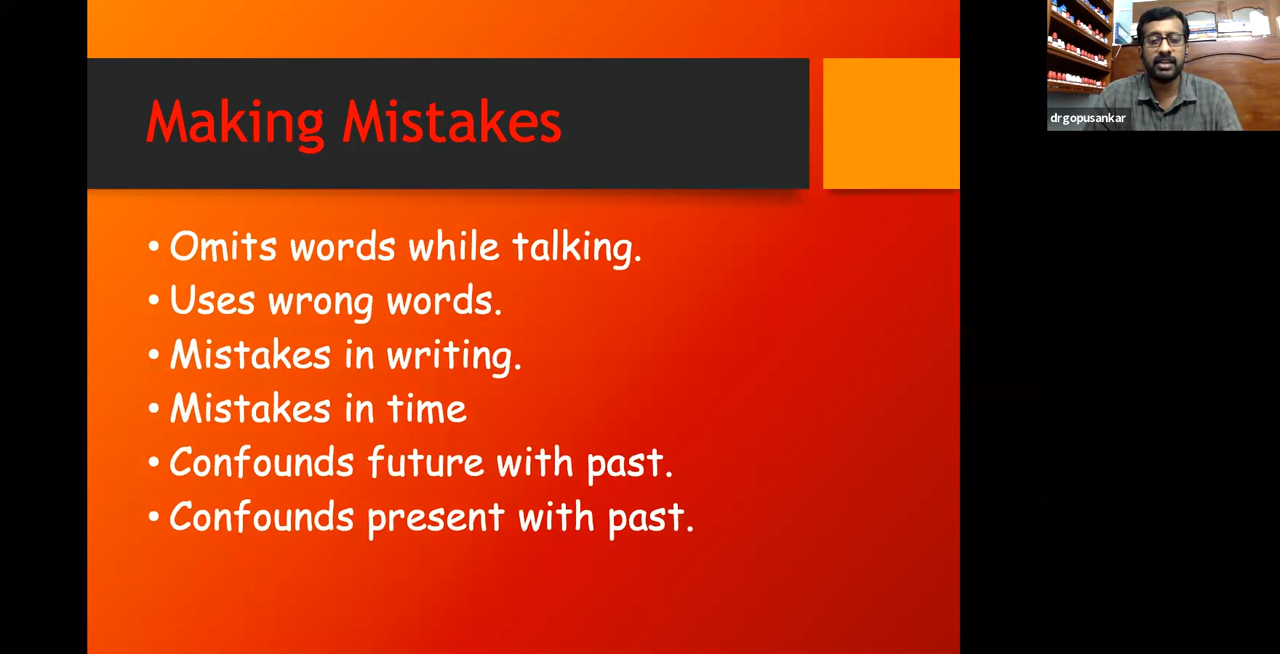 Making Mistakes
• Omits words while talking.
• Uses wrong words.
• Mistakes in writing.
• Mistakes in time
• Confounds future with past.
• Confounds present with past.
drgopusankar